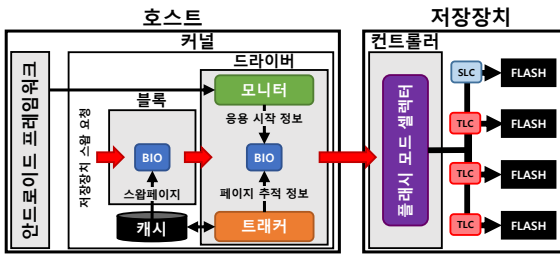 호스트
저장장치
커널
컨트롤러
드라이버
안드로이드 프레임워크
모니터
블록
저장장치 스왑 요청
응용 시작 정보
BIO
BIO
스왑페이지
페이지 추적 정보
캐시
트래커
플래시 모드 셀렉터
SLC
FLASH
TLC
FLASH
TLC
FLASH
TLC
FLASH